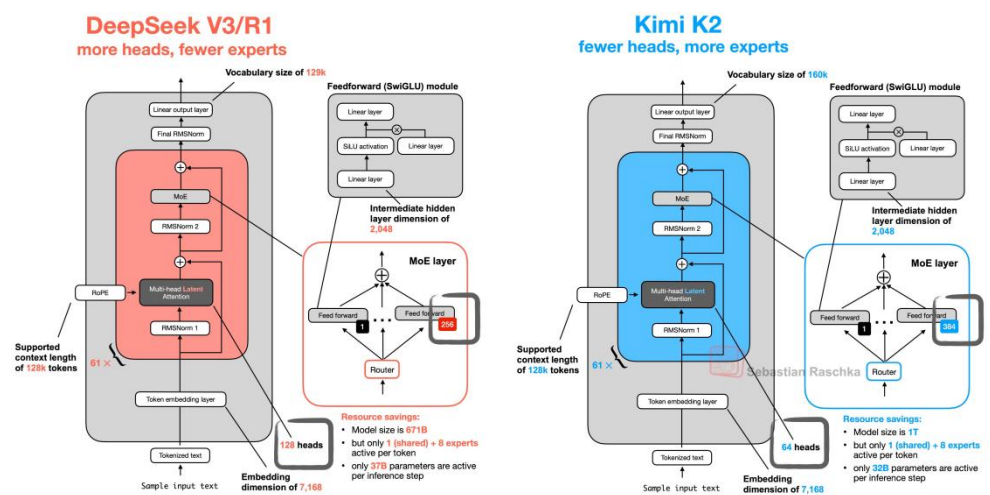 DeepSeek V3/R1
more heads, fewer experts
Vocabulary size of 129k
Feedforward (SwiGLU) module
Linear output layer
Final RMSNorm
Linear layer
SiLU activation
Linear layer
Linear layer
Intermediate hidden
layer dimension of
2,048
MoE
RMSNorm 2
Multi-head Latent
Attention
RoPE
RMSNorm 1
Supported
context length
of 128k tokens
61 ×
MoE layer
Feed forward
1
...
Feed forward
256
Router
Token embedding layer
128 heads
Tokenized text
Sample input text
Embedding
dimension of 7,168
Resource savings:
• Model size is 671B
• but only 1 (shared) + 8 experts
active per token
• only 37B parameters are active
per inference step
Kimi K2
fewer heads, more experts
Vocabulary size of 160k
Feedforward (SwiGLU) module
Linear output layer
Final RMSNorm
Linear layer
SiLU activation
Linear layer
Linear layer
Intermediate hidden
layer dimension of
2,048
MoE
RMSNorm 2
Multi-head Latent
Attention
RoPE
RMSNorm 1
Supported
context length
of 128k tokens
61 ×
MoE layer
Feed forward
1
...
Feed forward
384
Router
Sebastian Raschka
Token embedding layer
64 heads
Tokenized text
Sample input text
Embedding
dimension of 7,168
Resource savings:
• Model size is 1T
• but only 1 (shared) + 8 experts
active per token
• only 32B parameters are active
per inference step